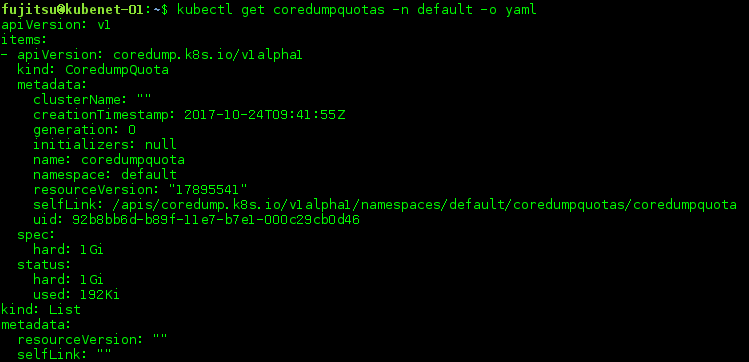 fujitsu@kubenet-01:~$ kubectl get coredumpquotas -n default -o yaml
apiVersion: v1
items:
- apiVersion: coredump.k8s.io/v1alpha1
  kind: CoredumpQuota
  metadata:
    clusterName: ""
    creationTimestamp: 2017-10-24T09:41:55Z
    generation: 0
    initializers: null
    name: coredumpquota
    namespace: default
    resourceVersion: "17895541"
    selfLink: /apis/coredump.k8s.io/v1alpha1/namespaces/default/coredumpquotas/coredumpquota
    uid: 92b8bb6d-b89f-11e7-b7e1-000c29cb0d46
  spec:
    hard: 1Gi
  status:
    hard: 1Gi
    used: 192Ki
kind: List
metadata:
  resourceVersion: ""
  selfLink: ""